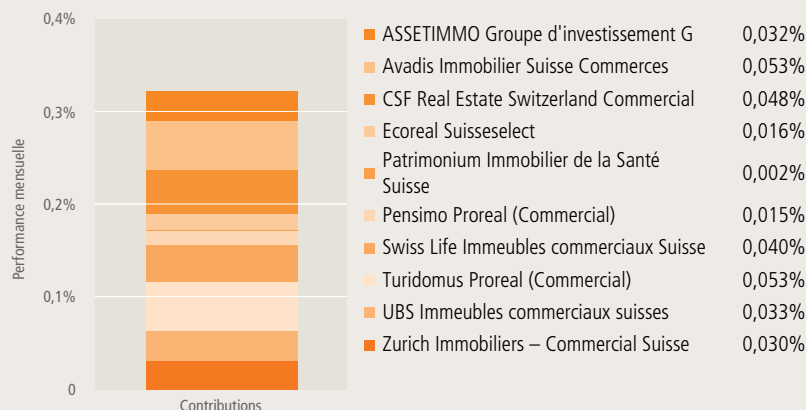 0,4%
0,3%
0,2%
0,1%
0
Performance mensuelle
Contributions
ASSETIMMO Groupe d'investissement G 0,032%
Avadis Immobilier Suisse Commerces 0,053%
CSF Real Estate Switzerland Commercial 0,048%
Ecoreal Suisseselect 0,016%
Patrimonium Immobilier de la Santé
Suisse 0,002%
Pensimo Proreal (Commercial) 0,015%
Swiss Life Immeubles commerciaux Suisse 0,040%
Turidomus Proreal (Commercial) 0,053%
UBS Immeubles commerciaux suisses 0,033%
Zurich Immobiliers – Commercial Suisse 0,030%